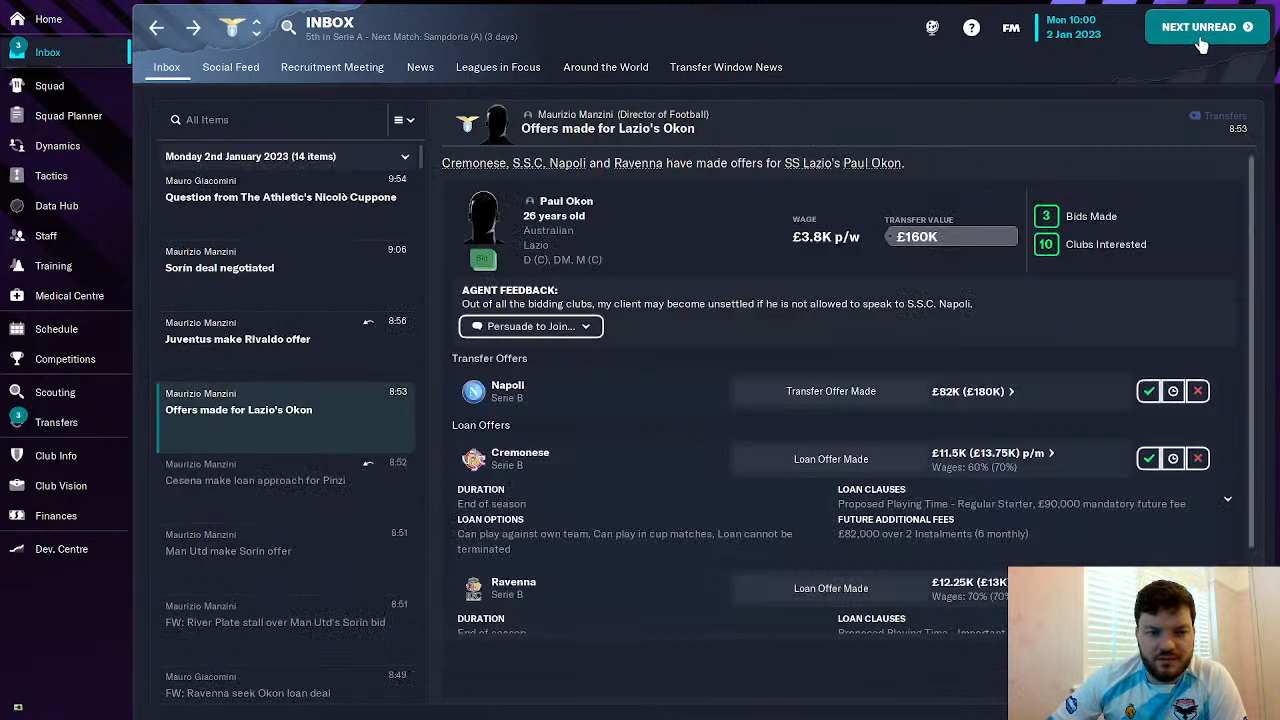 Home
3
Inbox
Squad
Squad Planner
Dynamics
Tactics
Data Hub
Staff
Training
Medical Centre
Schedule
Competitions
Scouting
3
Transfers
Club Info
Club Vision
Finances
Dev. Centre
INBOX
5th in Serie A - Next Match: Sampdoria (A) (3 days)
?
FM
Mon 10:00
2 Jan 2023
NEXT UNREAD
Inbox
Social Feed
Recruitment Meeting
News
Leagues in Focus
Around the World
Transfer Window News
All Items
Monday 2nd January 2023 (14 items)
Mauro Giacomini 9:54
Question from The Athletic's Nicolò Cuppone
Maurizio Manzini 9:06
Sorín deal negotiated
Maurizio Manzini 8:56
Juventus make Rivaldo offer
Maurizio Manzini 8:53
Offers made for Lazio's Okon
Maurizio Manzini 8:52
Cesena make loan approach for Pinzi
Maurizio Manzini 8:51
Man Utd make Sorín offer
Maurizio Manzini 8:51
FW: River Plate stall over Man Utd's Sorín bid
Mauro Giacomini 8:49
FW: Ravenna seek Okon loan deal
Maurizio Manzini (Director of Football)
Offers made for Lazio's Okon
Transfers
8:53
Cremonese, S.S.C. Napoli and Ravenna have made offers for SS Lazio's Paul Okon.
Paul Okon
26 years old
Australian
Lazio
D (C), DM, M (C)
Bid
WAGE
£3.8K p/w
TRANSFER VALUE
£160K
3 Bids Made
10 Clubs Interested
AGENT FEEDBACK:
Out of all the bidding clubs, my client may become unsettled if he is not allowed to speak to S.S.C. Napoli.
Persuade to Join...
Transfer Offers
Napoli
Serie B
Transfer Offer Made
£82K (£180K)
Loan Offers
Cremonese
Serie B
Loan Offer Made
£11.5K (£13.75K) p/m
Wages: 60% (70%)
DURATION
End of season
LOAN OPTIONS
Can play against own team, Can play in cup matches, Loan cannot be
terminated
LOAN CLAUSES
Proposed Playing Time - Regular Starter, £90,000 mandatory future fee
FUTURE ADDITIONAL FEES
£82,000 over 2 Instalments (6 monthly)
Ravenna
Serie B
Loan Offer Made
£12.25K (£13K
Wages: 70% (70%
DURATION
End of season
LOAN CLAUSES
Proposed Playing Time - Important